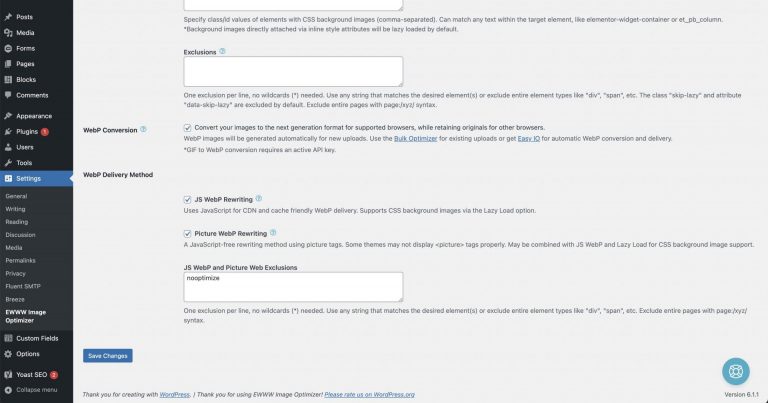 Posts
Media
Forms
Pages
Blocks
Comments
Appearance
Plugins 1
Users
Tools
Settings
General
Writing
Reading
Discussion
Media
Permalinks
Privacy
Fluent SMTP
Breeze
EWWW Image
Optimizer
Custom Fields
Options
Yoast SEO 2
Collapse menu
Specify class/id values of elements with CSS background images (comma-separated). Can match any text within the target element, like elementor-widget-container or et_pb_column.
*Background images directly attached via inline style attributes will be lazy loaded by default.
Exclusions ?
One exclusion per line, no wildcards (*) needed. Use any string that matches the desired element(s) or exclude entire element types like "div", "span", etc. The class "skip-lazy" and attribute
"data-skip-lazy" are excluded by default. Exclude entire pages with page:/xyz/ syntax.
WebP Conversion ?
Convert your images to the next generation format for supported browsers, while retaining originals for other browsers.
WebP images will be generated automatically for new uploads. Use the Bulk Optimizer for existing uploads or get Easy IO for automatic WebP conversion and delivery.
*GIF to WebP conversion requires an active API key.
WebP Delivery Method
JS WebP Rewriting ?
Uses JavaScript for CDN and cache friendly WebP delivery. Supports CSS background images via the Lazy Load option.
Picture WebP Rewriting ?
A JavaScript-free rewriting method using picture tags. Some themes may not display <picture> tags properly. May be combined with JS WebP and Lazy Load for CSS background image support.
JS WebP and Picture Web Exclusions
nooptimize
One exclusion per line, no wildcards (*) needed. Use any string that matches the desired element(s) or exclude entire element types like "div", "span", etc. Exclude entire pages with page:/xyz/
syntax.
Save Changes
Thank you for creating with WordPress. / Thank you for using EWWW Image Optimizer! Please rate us on WordPress.org
Version 6.1.1